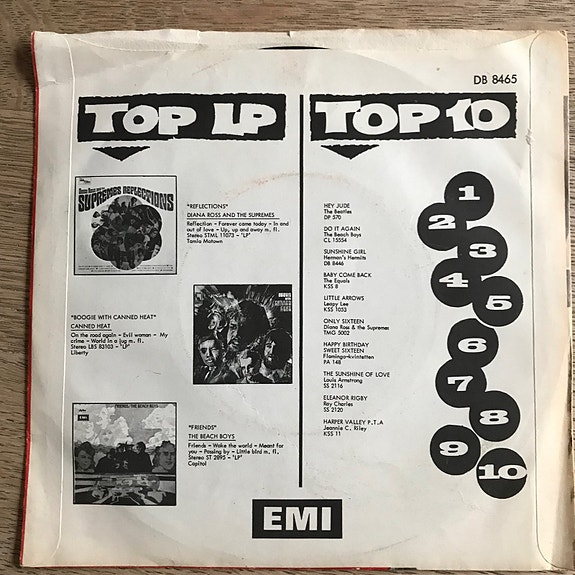 DB 8465
TOP LP
SUPREMES REFLECTIONS
"REFLECTIONS"
DIANA ROSS AND THE SUPREMES
Reflection – Forever came today – In and
out of love – Up, up and away m. fl.
Stereo STML 11073 – "LP"
Tamla Motown
"BOOGIE WITH CANNED HEAT"
CANNED HEAT
On the road again – Evil woman – My
crime – World in a jug m. fl.
Stereo LBS 83103 – "LP"
Liberty
EMI
"FRIENDS"
THE BEACH BOYS
Friends – Wake the world – Meant for
you – Passing by – Little bird m. fl.
Stereo ST 2895 – "LP"
Capitol
TOP 10
HEY JUDE
The Beatles
DP 570
DO IT AGAIN
The Beach Boys
CL 15554
SUNSHINE GIRL
Herman's Hermits
DB 8446
BABY COME BACK
The Equals
KSS 8
LITTLE ARROWS
Leapy Lee
KSS 1033
ONLY SIXTEEN
Diana Ross & the Supremes
TMG 5002
HAPPY BIRTHDAY
SWEET SIXTEEN
Flamingo-kvintetten
PA 148
THE SUNSHINE OF LOVE
Louis Armstrong
SS 2116
ELEANOR RIGBY
Ray Charles
SS 2120
HARPER VALLEY P.T.A
Jeannie C. Riley
KSS 11
1
2
3
4
5
6
7
8
9
10
EMI